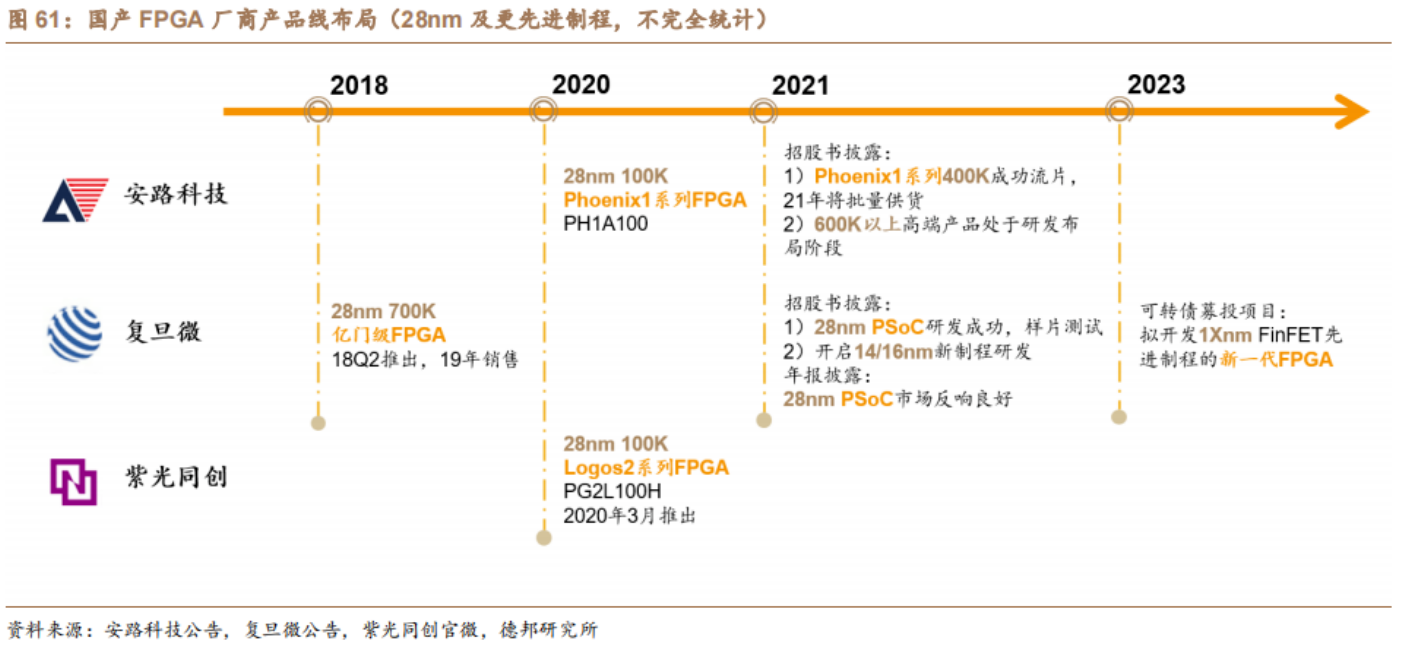 图 61：国产 FPGA 厂商产品线布局（28nm 及更先进制程，不完全统计）
2018
2020
2021
2023
安路科技
28nm 100K
Phoenix1系列FPGA
PH1A100
招股书披露：
1）Phoenix1系列400K成功流片，
21年将批量供货
2）600K以上高端产品处于研发布
局阶段
复旦微
28nm 700K
亿门级FPGA
18Q2推出，19年销售
招股书披露：
1）28nm PSoC研发成功，样片测试
2）开启14/16nm新制程研发
年报披露：
28nm PSoC市场反响良好
可转债募投项目：
拟开发1Xnm FinFET先
进制程的新一代FPGA
紫光同创
28nm 100K
Logos2系列FPGA
PG2L100H
2020年3月推出
资料来源：安路科技公告，复旦微公告，紫光同创官微，德邦研究所